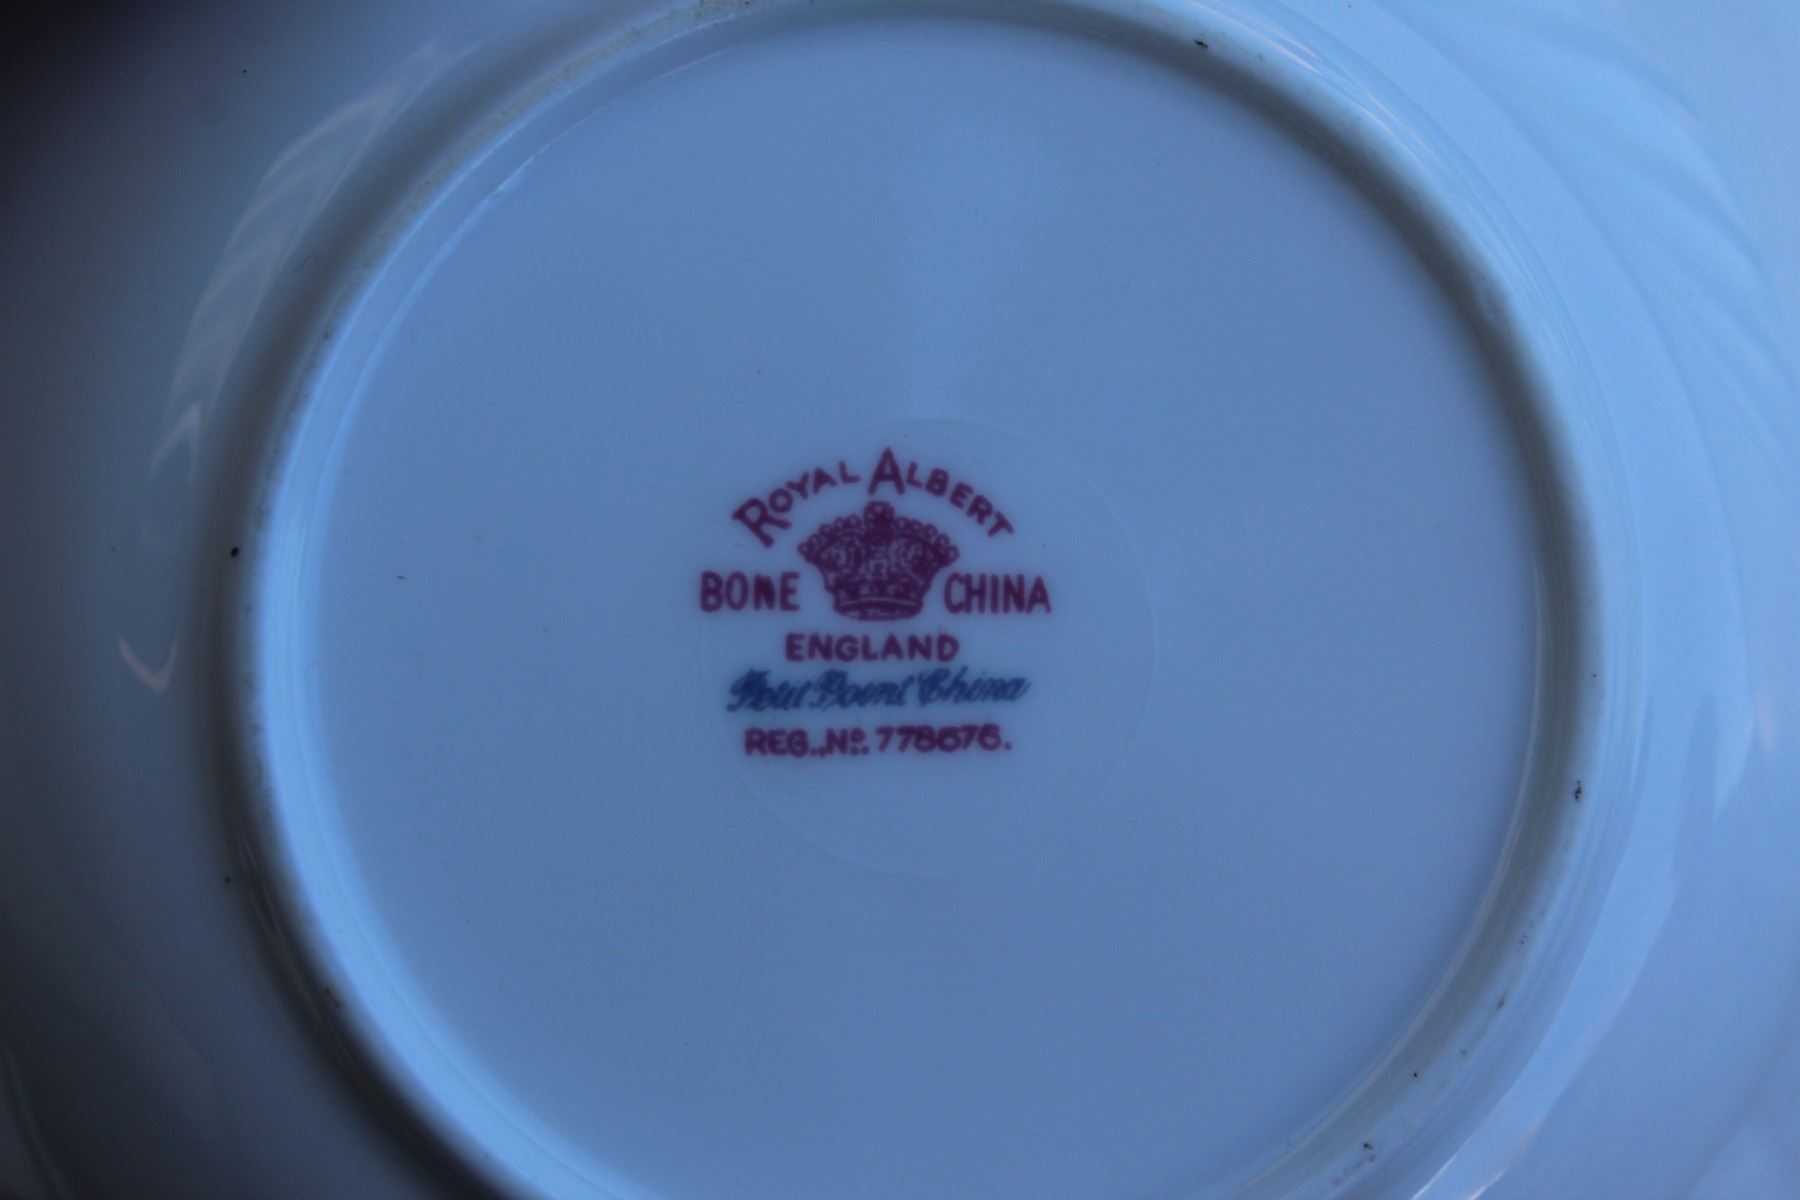 ROYAL ALBERT
BONE CHINA
ENGLAND
Petit Point China
REG., No. 778676.